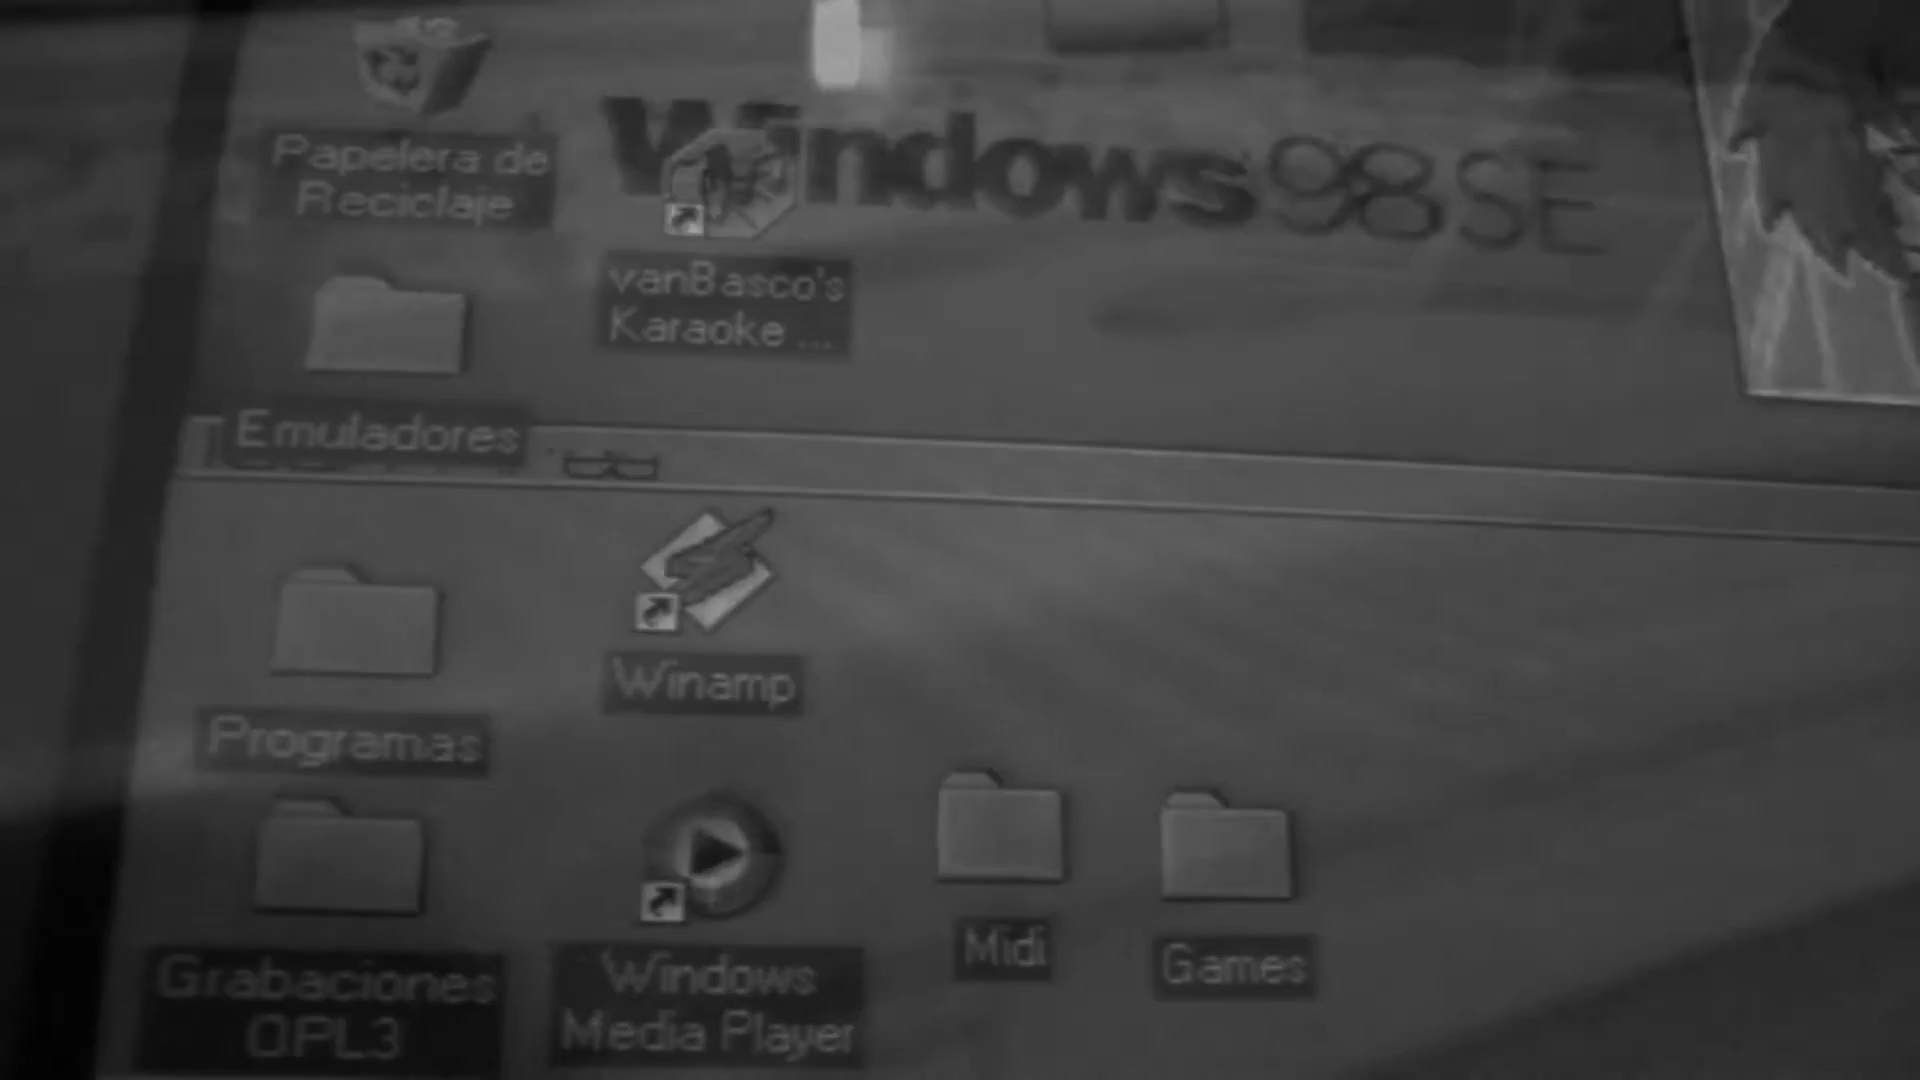 Papelera de
Reciclaje
Windows 98 SE
vanBasco's
Karaoke ...
Emuladores
Programas
Winamp
Grabaciones
OPL3
Windows
Media Player
Midi
Games